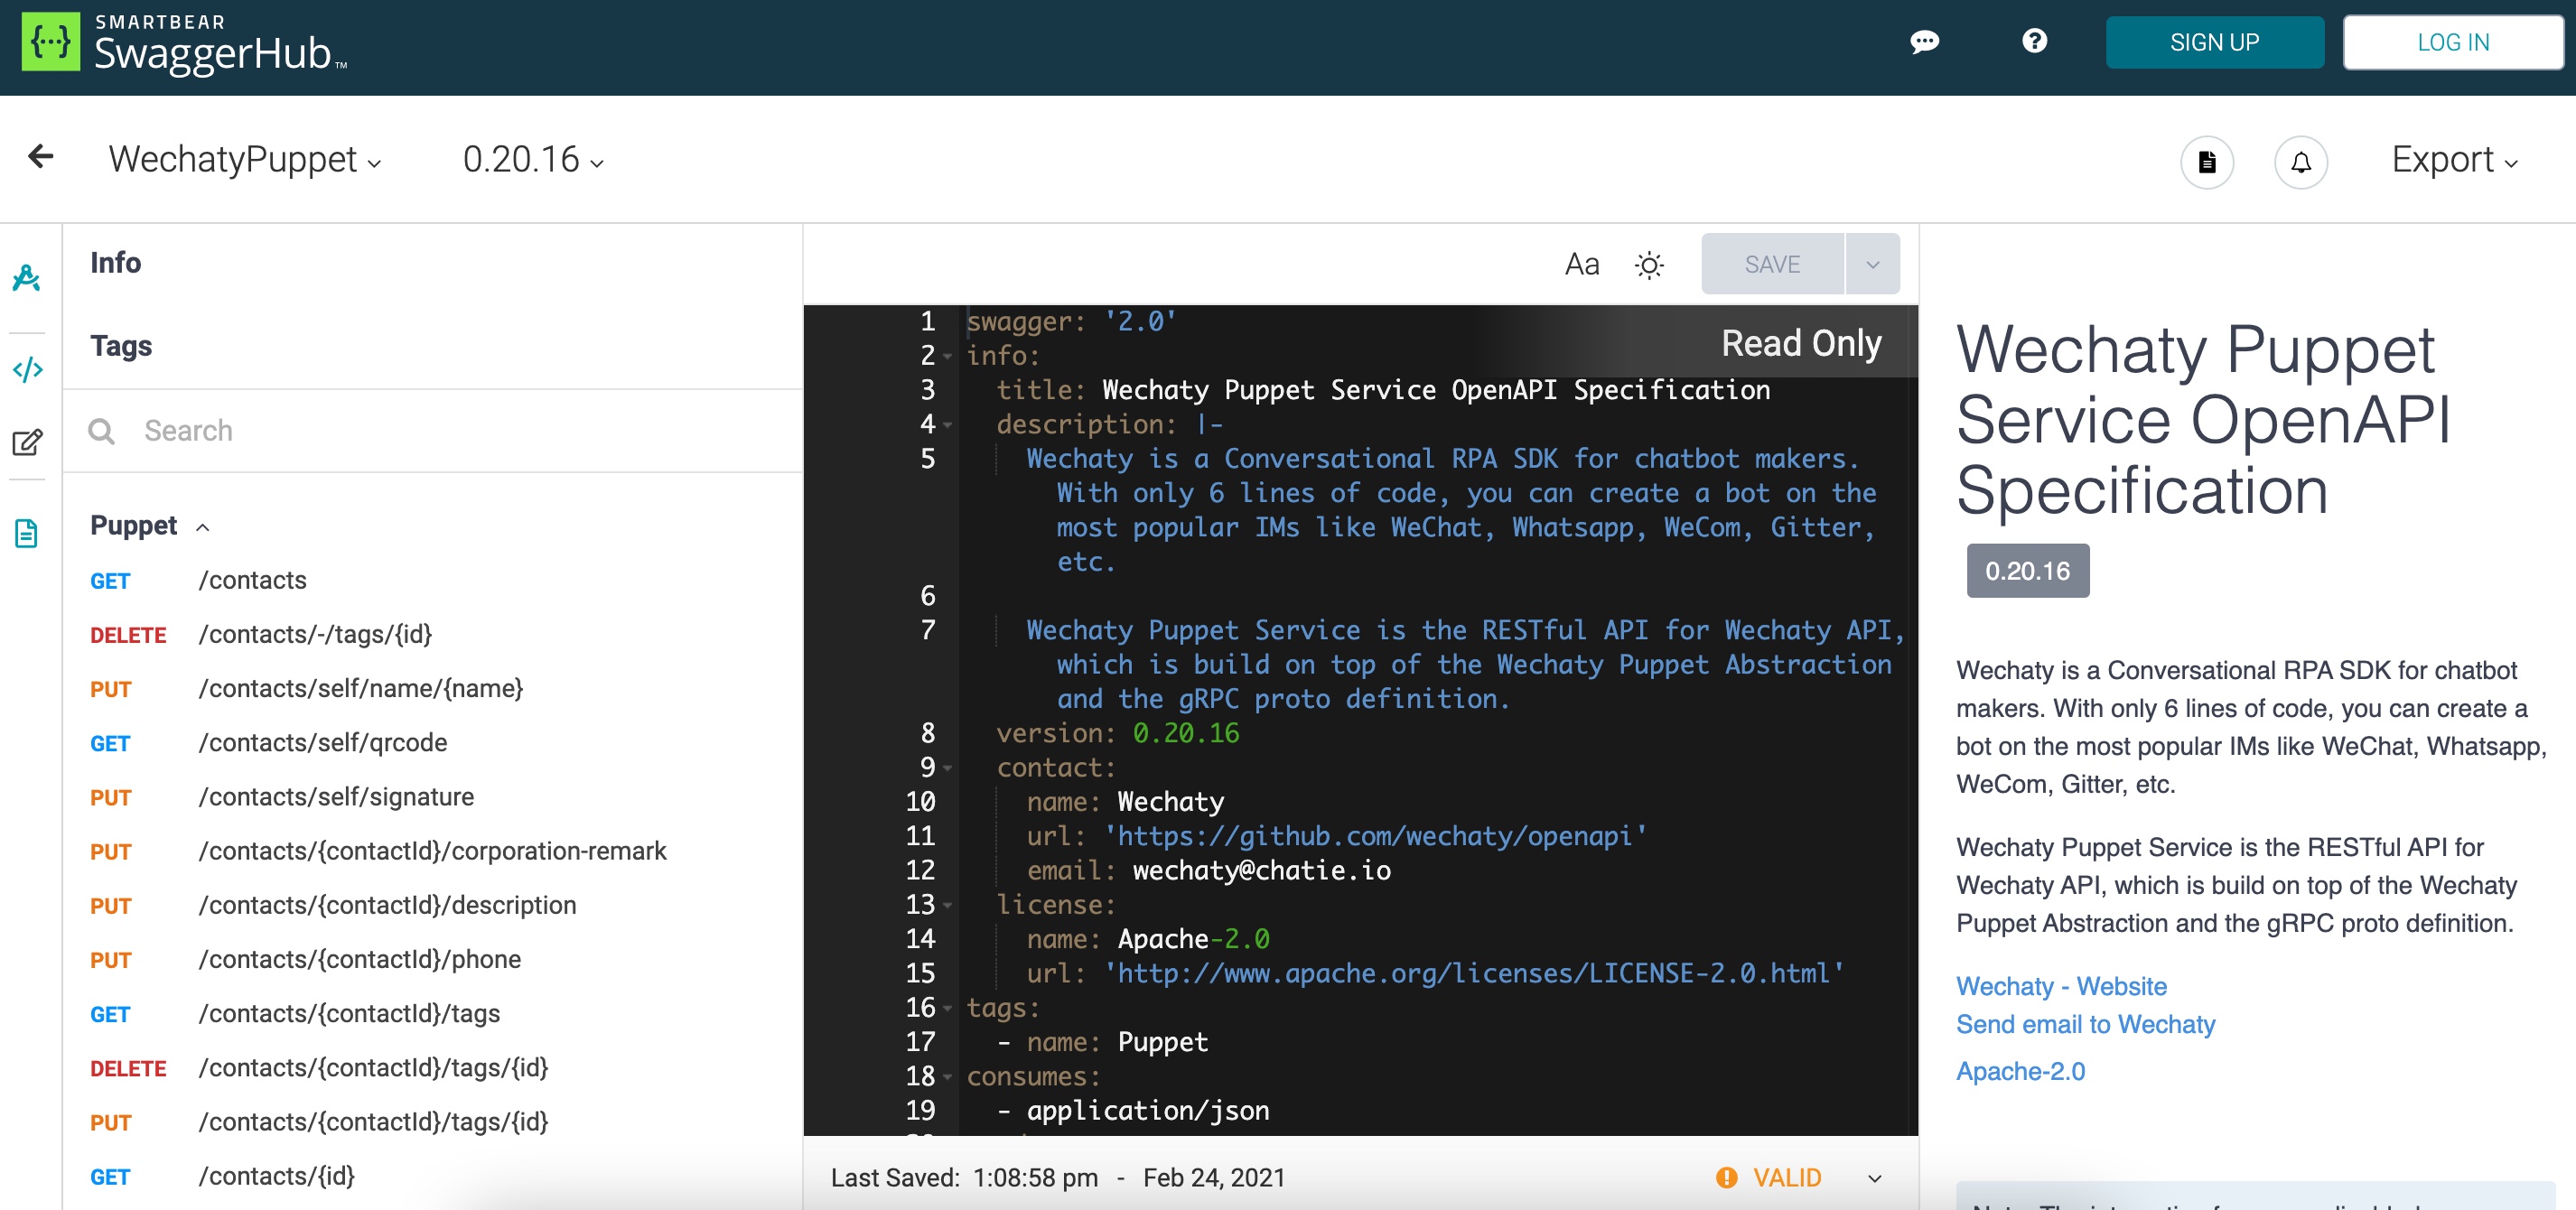 SMARTBEAR
SwaggerHub™
SIGN UP
LOG IN
WechatyPuppet
0.20.16
Export
Info
Tags
Search
Puppet
GET /contacts
DELETE /contacts/-/tags/{id}
PUT /contacts/self/name/{name}
GET /contacts/self/qrcode
PUT /contacts/self/signature
PUT /contacts/{contactId}/corporation-remark
PUT /contacts/{contactId}/description
PUT /contacts/{contactId}/phone
GET /contacts/{contactId}/tags
DELETE /contacts/{contactId}/tags/{id}
PUT /contacts/{contactId}/tags/{id}
GET /contacts/{id}
Aa
SAVE
Read Only
1 swagger: '2.0'
2 info:
3 title: Wechaty Puppet Service OpenAPI Specification
4 description: |-
5 Wechaty is a Conversational RPA SDK for chatbot makers.
With only 6 lines of code, you can create a bot on the
most popular IMs like WeChat, Whatsapp, WeCom, Gitter,
etc.
6
7 Wechaty Puppet Service is the RESTful API for Wechaty API,
which is build on top of the Wechaty Puppet Abstraction
and the gRPC proto definition.
8 version: 0.20.16
9 contact:
10 name: Wechaty
11 url: 'https://github.com/wechaty/openapi'
12 email: wechaty@chatie.io
13 license:
14 name: Apache-2.0
15 url: 'http://www.apache.org/licenses/LICENSE-2.0.html'
16 tags:
17 - name: Puppet
18 consumes:
19 - application/json
Last Saved: 1:08:58 pm - Feb 24, 2021
VALID
Wechaty Puppet
Service OpenAPI
Specification
0.20.16
Wechaty is a Conversational RPA SDK for chatbot
makers. With only 6 lines of code, you can create a
bot on the most popular IMs like WeChat, Whatsapp,
WeCom, Gitter, etc.
Wechaty Puppet Service is the RESTful API for
Wechaty API, which is build on top of the Wechaty
Puppet Abstraction and the gRPC proto definition.
Wechaty - Website
Send email to Wechaty
Apache-2.0